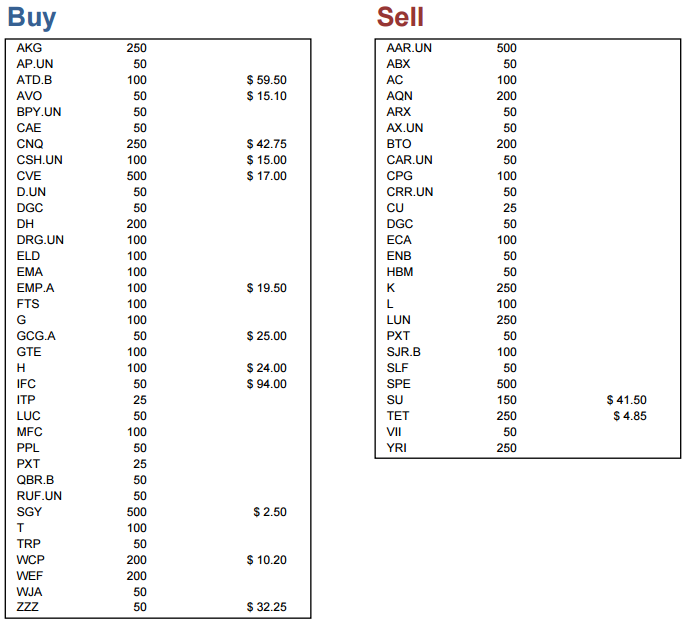 Buy
AKG 250
AP.UN 50
ATD.B 100 $ 59.50
AVO 50 $ 15.10
BPY.UN 50
CAE 50
CNQ 250 $ 42.75
CSH.UN 100 $ 15.00
CVE 500 $ 17.00
D.UN 50
DGC 50
DH 200
DRG.UN 100
ELD 100
EMA 100
EMP.A 100 $ 19.50
FTS 100
G 100
GCG.A 50 $ 25.00
GTE 100
H 100 $ 24.00
IFC 50 $ 94.00
ITP 25
LUC 50
MFC 100
PPL 50
PXT 25
QBR.B 50
RUF.UN 50
SGY 500 $ 2.50
T 100
TRP 50
WCP 200 $ 10.20
WEF 200
WJA 50
ZZZ 50 $ 32.25
Sell
AAR.UN 500
ABX 50
AC 100
AQN 200
ARX 50
AX.UN 50
BTO 200
CAR.UN 50
CPG 100
CRR.UN 50
CU 25
DGC 50
ECA 100
ENB 50
HBM 50
K 250
L 100
LUN 250
PXT 50
SJR.B 100
SLF 50
SPE 500
SU 150 $ 41.50
TET 250 $ 4.85
VII 50
YRI 250